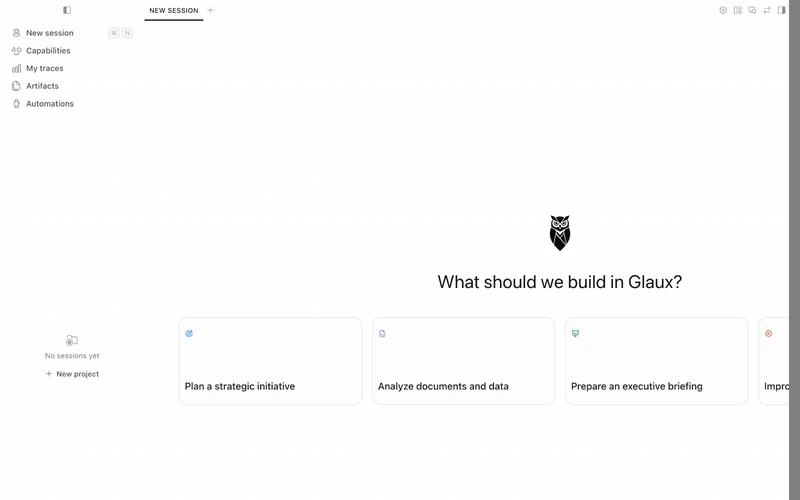 NEW SESSION
New session
⌘ N
Capabilities
My traces
Artifacts
Automations
What should we build in Glaux?
Plan a strategic initiative
Analyze documents and data
Prepare an executive briefing
Impro
No sessions yet
New project